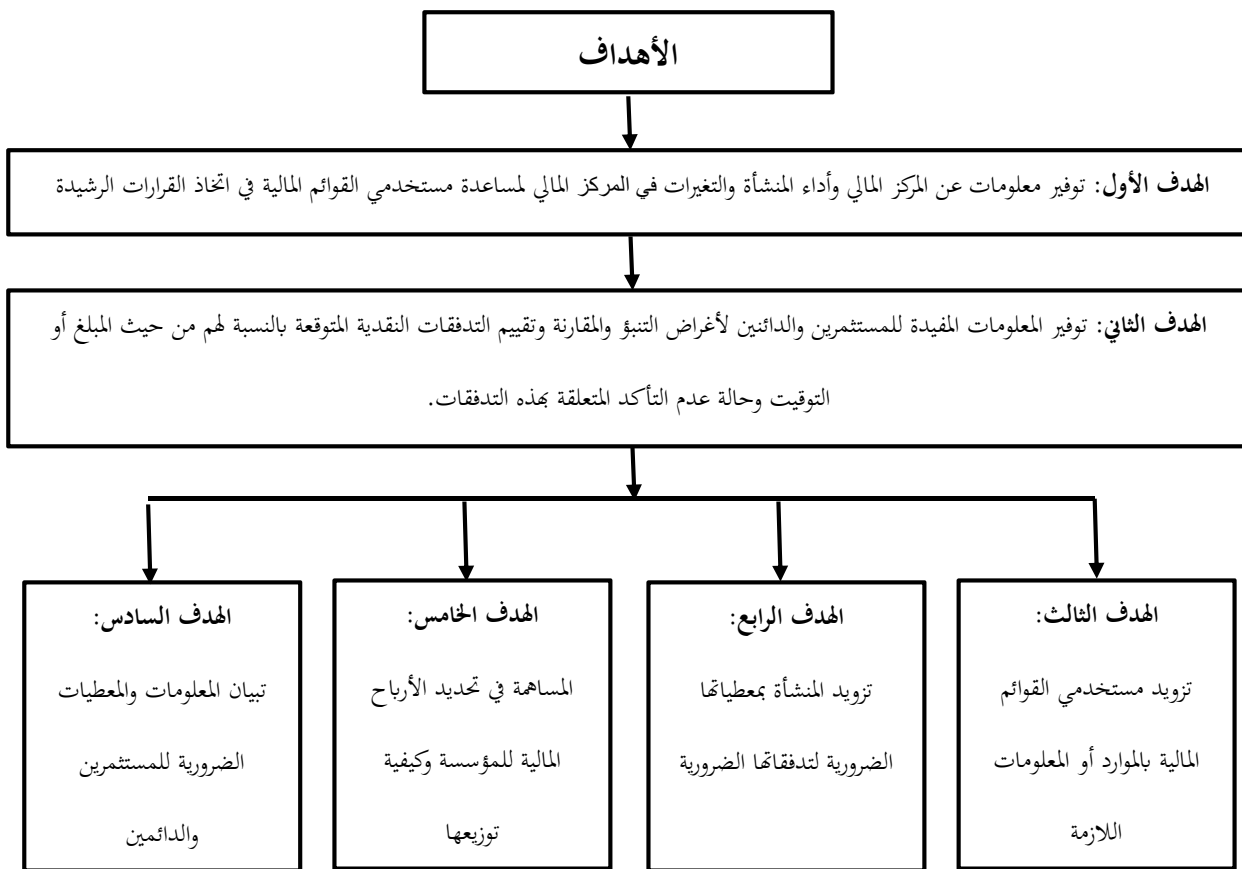 الأهداف
الهدف الأول: توفير معلومات عن المركز المالي وأداء المنشأة والتغيرات في المركز المالي لمساعدة مستخدمي القوائم المالية في اتخاذ القرارات الرشيدة
الهدف الثاني: توفير المعلومات المفيدة للمستثمرين والدائنين لأغراض التنبؤ والمقارنة وتقييم التدفقات النقدية المتوقعة بالنسبة لهم من حيث المبلغ أو
التوقيت وحالة عدم التأكد المتعلقة بهذه التدفقات.
الهدف الثالث:
تزويد مستخدمي القوائم
المالية بالموارد أو المعلومات
اللازمة
الهدف الرابع:
تزويد المنشأة بمعطياتها
الضرورية لتدفقاتها الضرورية
الهدف الخامس:
المساهمة في تحديد الأرباح
المالية للمؤسسة وكيفية
توزيعها
الهدف السادس:
تبيان المعلومات والمعطيات
الضرورية للمستثمرين
والدائمين